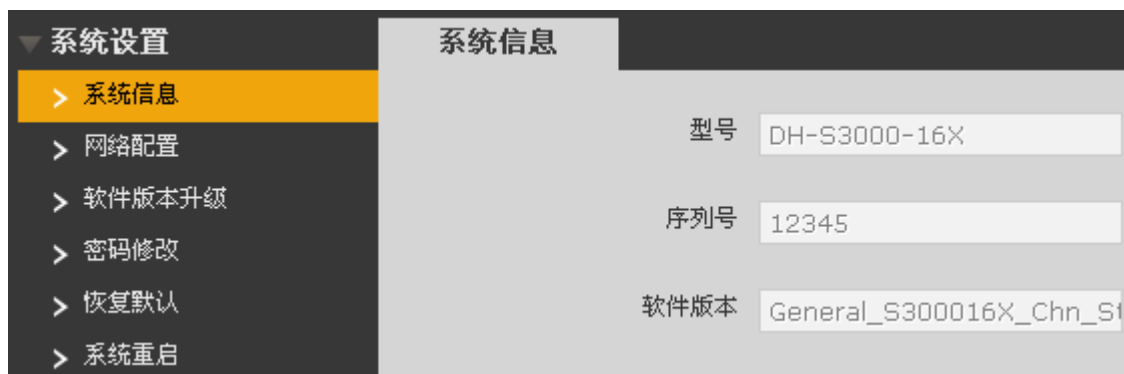 系统设置
系统信息
网络配置
软件版本升级
密码修改
恢复默认
系统重启
系统信息
型号 DH-S3000-16X
序列号 12345
软件版本 General_S300016X_Chn_St